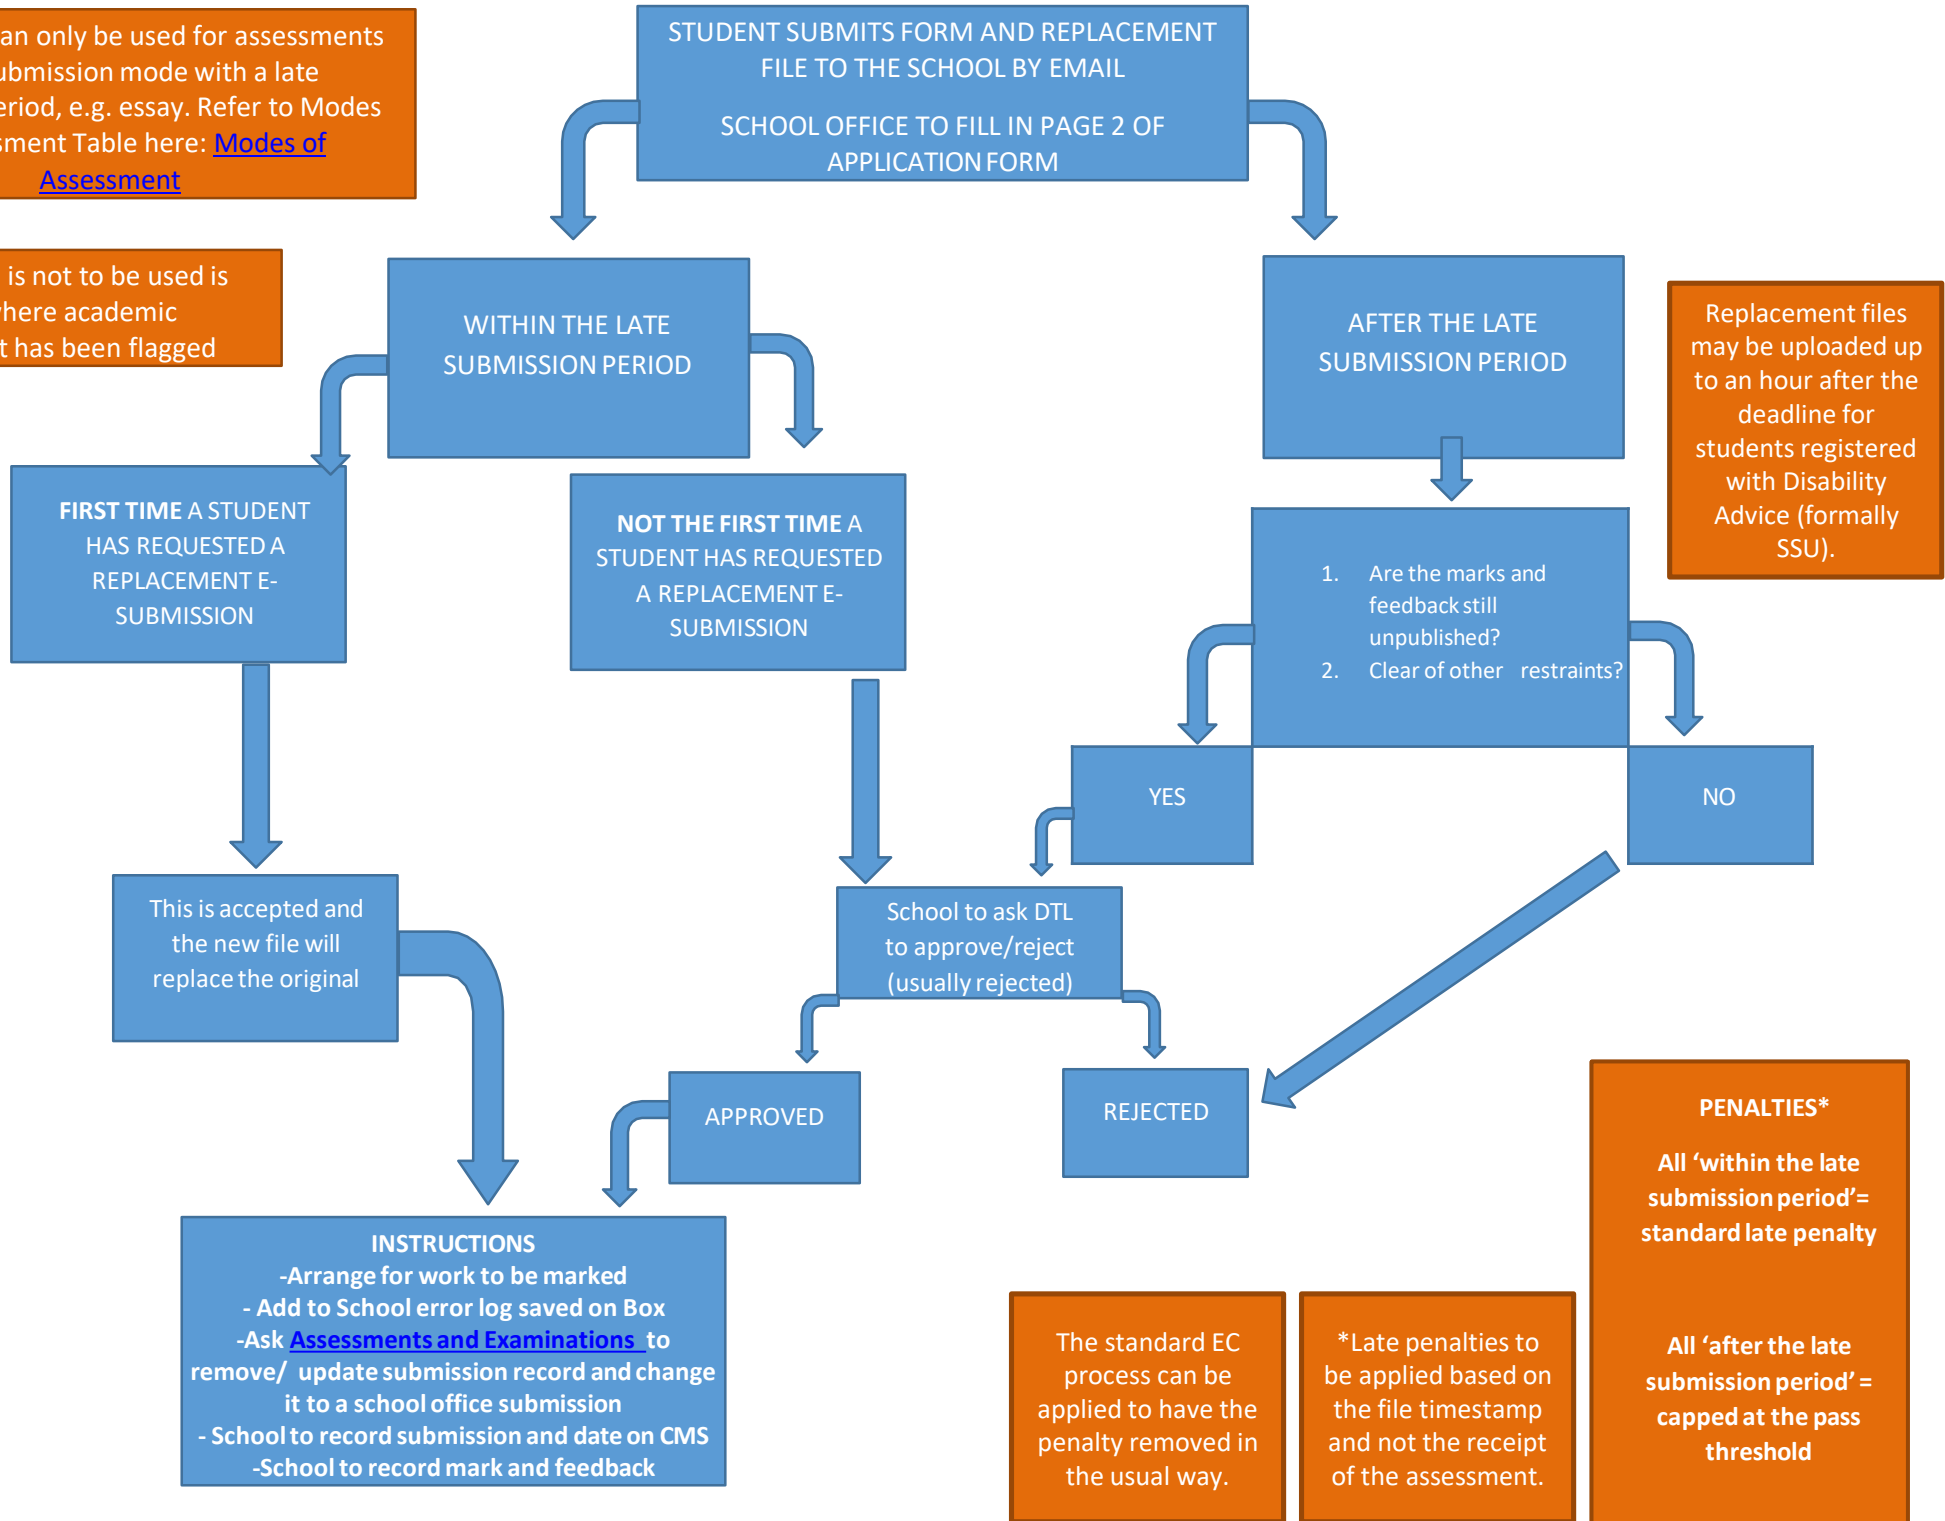 an only be used for assessments
ubmission mode with a late
eriod, e.g. essay. Refer to Modes
sment Table here: Modes of
Assessment
STUDENT SUBMITS FORM AND REPLACEMENT
FILE TO THE SCHOOL BY EMAIL
SCHOOL OFFICE TO FILL IN PAGE 2 OF
APPLICATION FORM
is not to be used is
here academic
t has been flagged
WITHIN THE LATE
SUBMISSION PERIOD
AFTER THE LATE
SUBMISSION PERIOD
Replacement files
may be uploaded up
to an hour after the
deadline for
students registered
with Disability
Advice (formally
SSU).
FIRST TIME A STUDENT
HAS REQUESTED A
REPLACEMENT E-
SUBMISSION
NOT THE FIRST TIME A
STUDENT HAS REQUESTED
A REPLACEMENT E-
SUBMISSION
1. Are the marks and
feedback still
unpublished?
2. Clear of other restraints?
YES
NO
This is accepted and
the new file will
replace the original
School to ask DTL
to approve/reject
(usually rejected)
APPROVED
REJECTED
PENALTIES*
All ‘within the late
submission period’=
standard late penalty
All ‘after the late
submission period’ =
capped at the pass
threshold
INSTRUCTIONS
-Arrange for work to be marked
- Add to School error log saved on Box
-Ask Assessments and Examinations to
remove/ update submission record and change
it to a school office submission
- School to record submission and date on CMS
-School to record mark and feedback
The standard EC
process can be
applied to have the
penalty removed in
the usual way.
*Late penalties to
be applied based on
the file timestamp
and not the receipt
of the assessment.